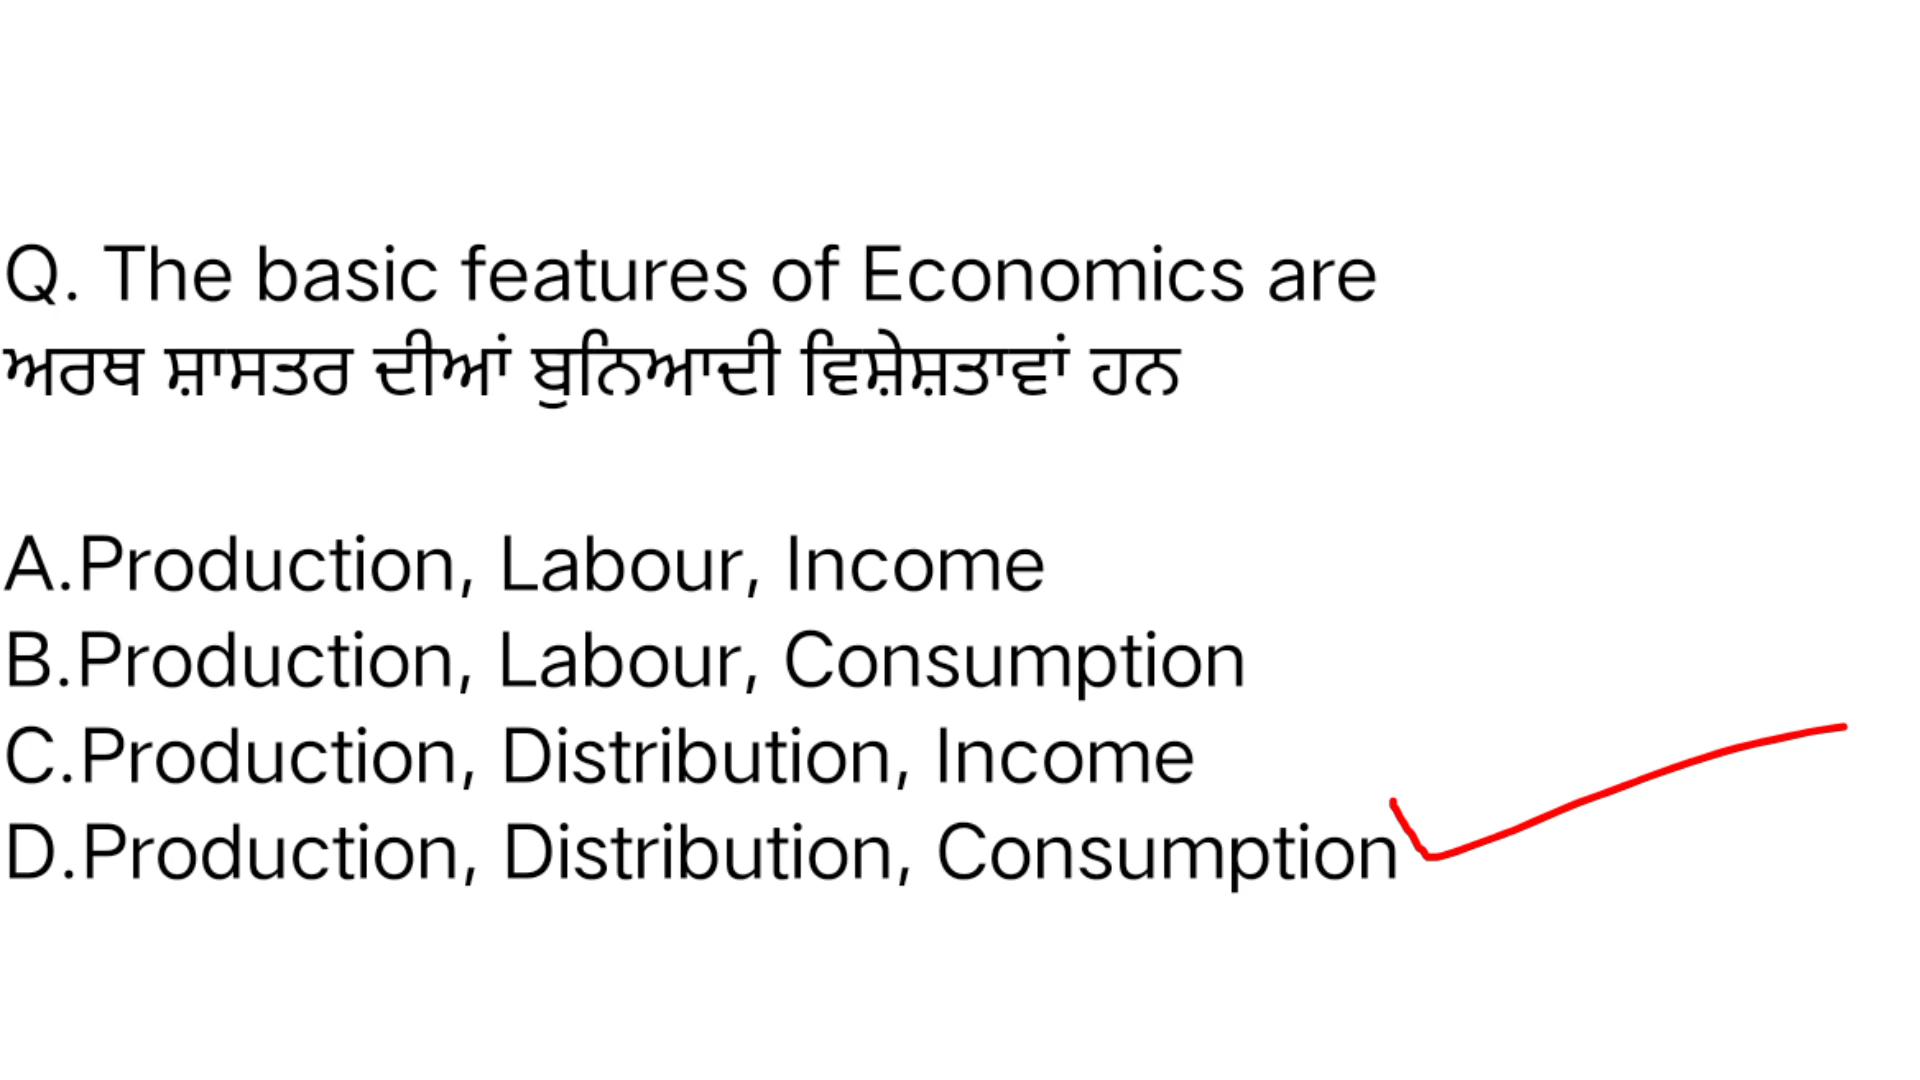 Q. The basic features of Economics are
ਅਰਥ ਸ਼ਾਸਤਰ ਦੀਆਂ ਬੁਨਿਆਦੀ ਵਿਸ਼ੇਸ਼ਤਾਵਾਂ ਹਨ
A.Production, Labour, Income
B.Production, Labour, Consumption
C.Production, Distribution, Income
D.Production, Distribution, Consumption